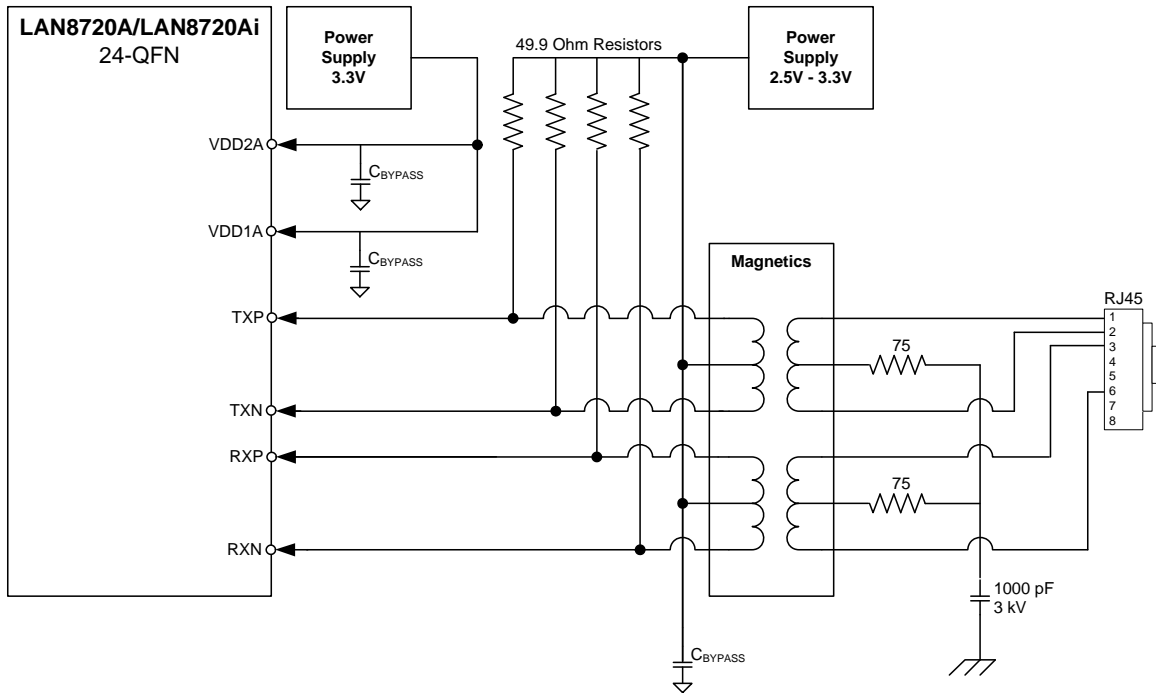 LAN8720A/LAN8720Ai
24-QFN
Power
Supply
3.3V
49.9 Ohm Resistors
Power
Supply
2.5V - 3.3V
VDD2A
CBYPASS
VDD1A
CBYPASS
Magnetics
TXP
RJ45
1
2
3
4
5
6
7
8
75
TXN
RXP
75
RXN
1000 pF
3 kV
CBYPASS